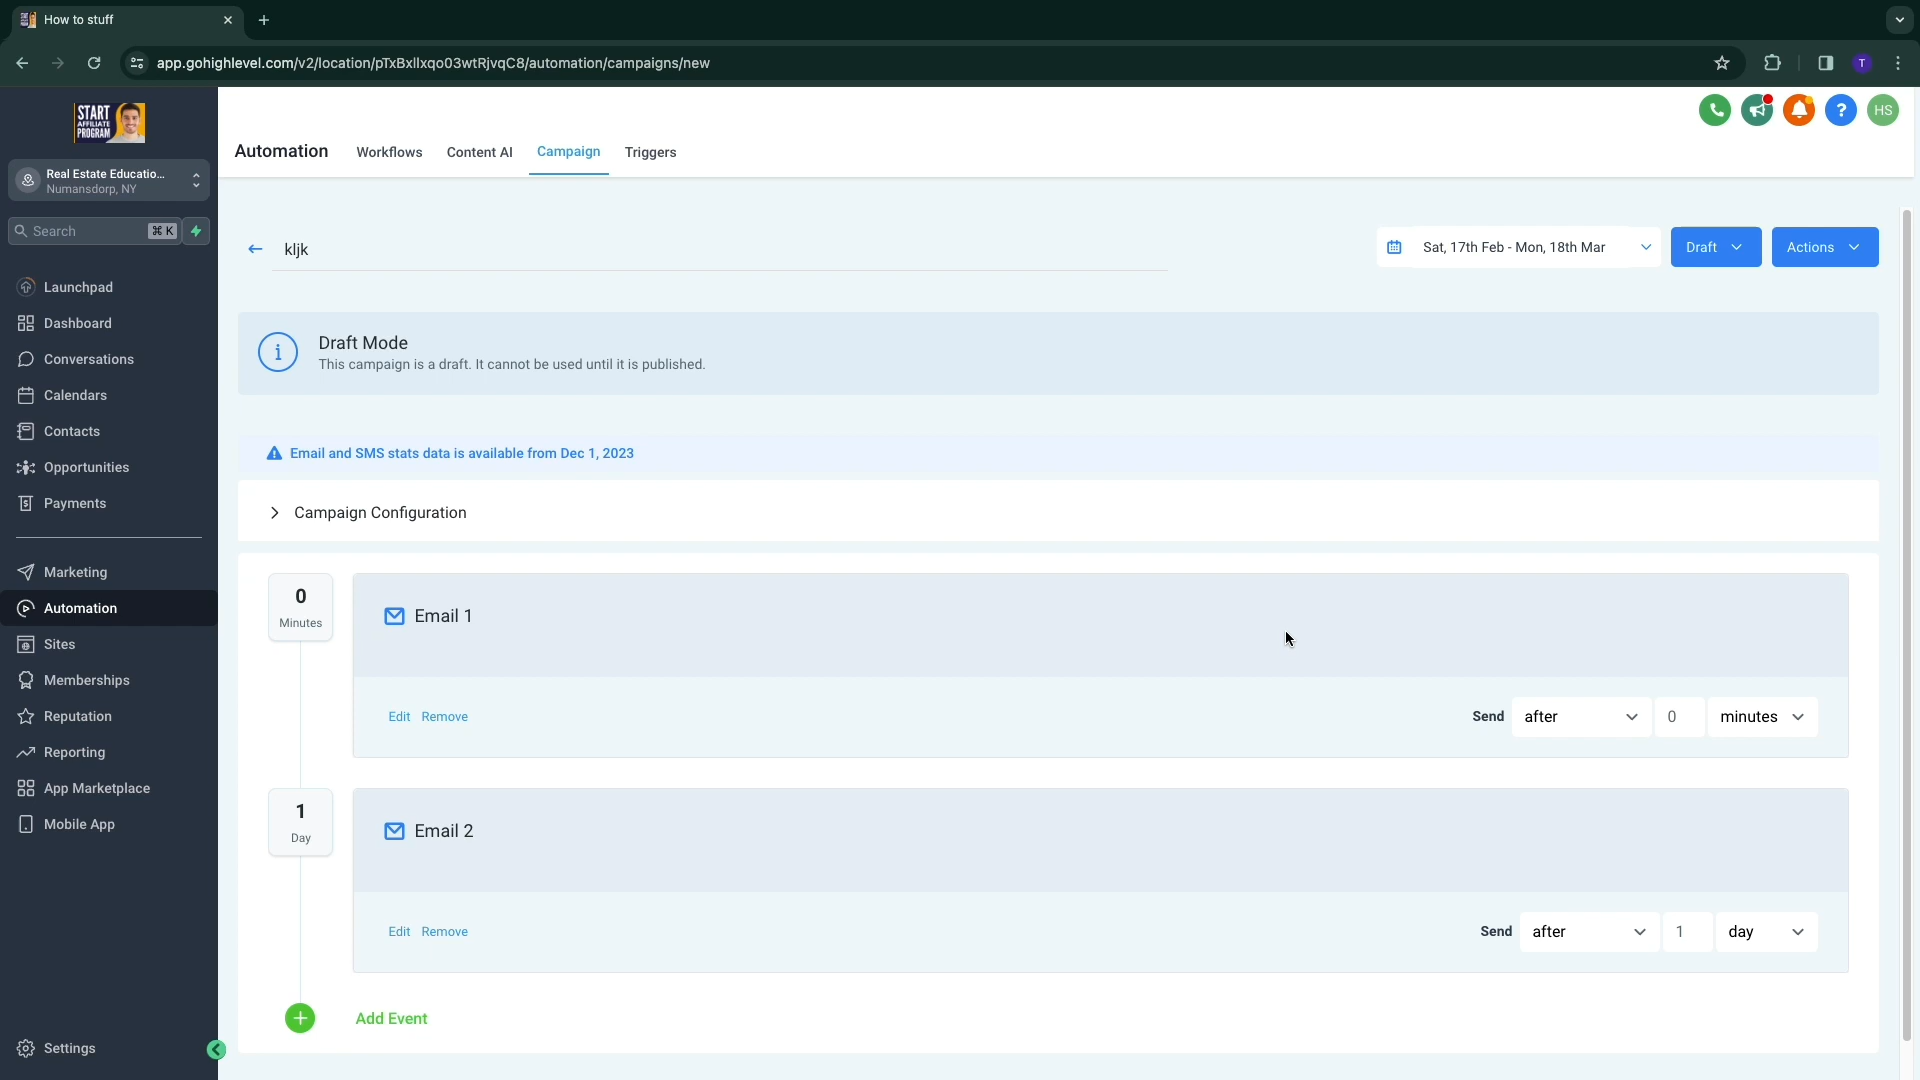 How to stuff
app.gohighlevel.com/v2/location/pTxBxIlxqo03wtRjvqC8/automation/campaigns/new
T
START
AFFILIATE
PROGRAM
HS
Automation Workflows Content AI Campaign Triggers
Real Estate Educatio...
Numansdorp, NY
Search ⌘ K
kljk
Sat, 17th Feb - Mon, 18th Mar
Draft
Actions
Launchpad
Dashboard
Conversations
Calendars
Contacts
Opportunities
Payments
Marketing
Automation
Sites
Memberships
Reputation
Reporting
App Marketplace
Mobile App
Settings
Draft Mode
This campaign is a draft. It cannot be used until it is published.
Email and SMS stats data is available from Dec 1, 2023
Campaign Configuration
0
Minutes
Email 1
Edit Remove
Send after 0 minutes
1
Day
Email 2
Edit Remove
Send after 1 day
Add Event